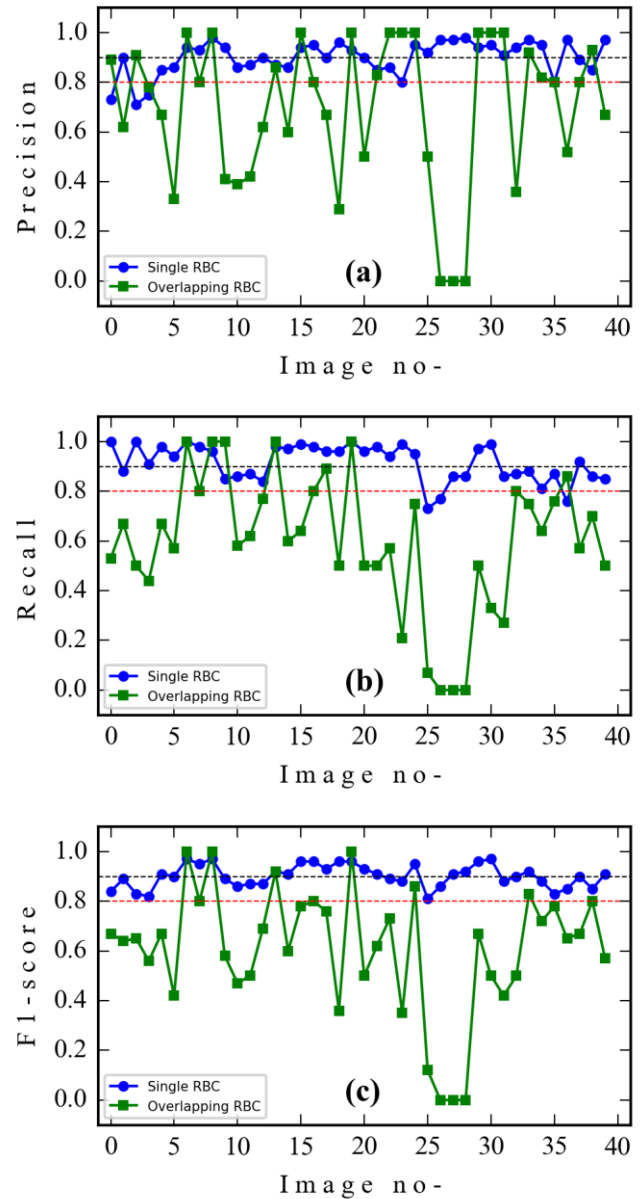 1.0
0.8
0.6
0.4
0.2
0.0
Precision
Single RBC
Overlapping RBC
(a)
0 5 10 15 20 25 30 35 40
Image no-
1.0
0.8
0.6
0.4
0.2
0.0
Recall
Single RBC
Overlapping RBC
(b)
0 5 10 15 20 25 30 35 40
Image no-
1.0
0.8
0.6
0.4
0.2
0.0
F1-score
Single RBC
Overlapping RBC
(c)
0 5 10 15 20 25 30 35 40
Image no-